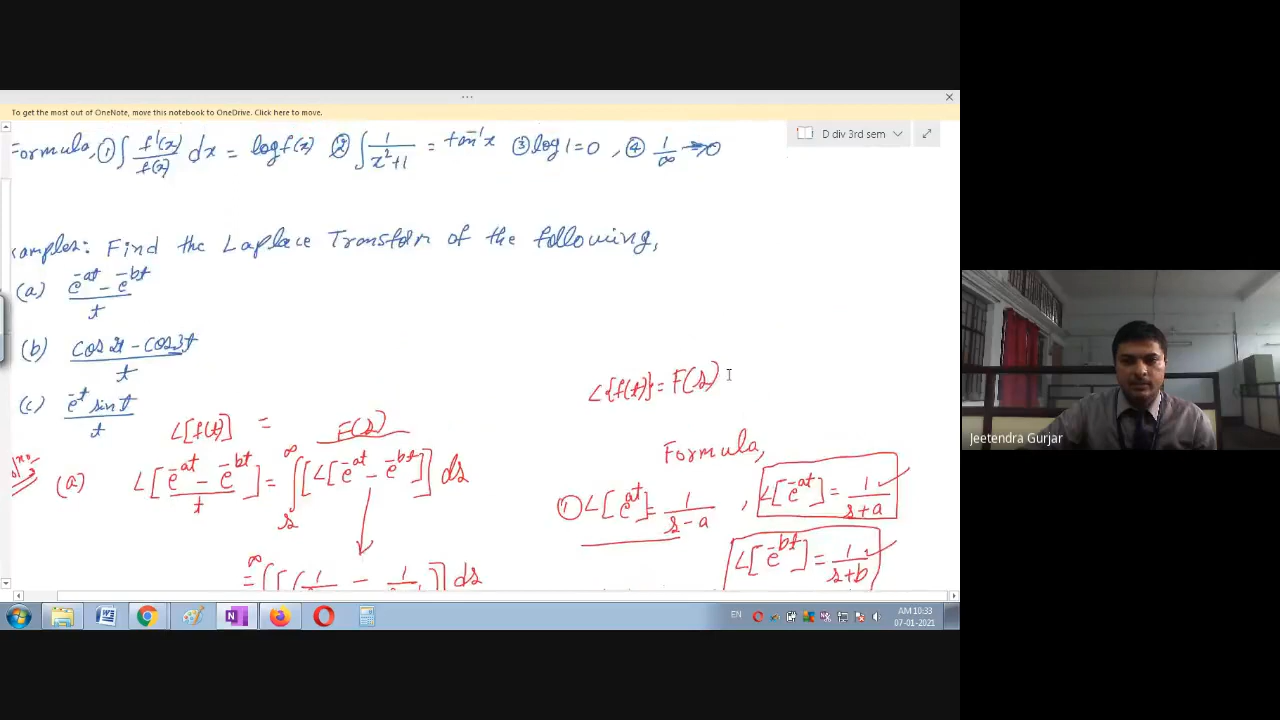 To get the most out of OneNote, move this notebook to OneDrive. Click here to move.
D div 3rd sem
Formula, ① ∫ f'(x)/f(x) dx = log f(x) ② ∫ 1/(x²+1) = tan⁻¹x ③ log 1 = 0, ④ 1/∞ → 0
amples: Find the Laplace Transform of the following,
(a) (e^-at - e^-bt)/t
(b) (cos 2t - cos 3t)/t
(c) (e^-t sin t)/t
L{f(t)} = F(s)
L[f(t)] = F(s)
(a) L[(e^-at - e^-bt)/t] = ∫_s^∞ [L[e^-at - e^-bt]] ds
Formula,
① L[e^at] = 1/(s-a), L[e^-at] = 1/(s+a)
L[e^-bt] = 1/(s+b)
ds
Jeetendra Gurjar
EN
AM 10:33
07-01-2021